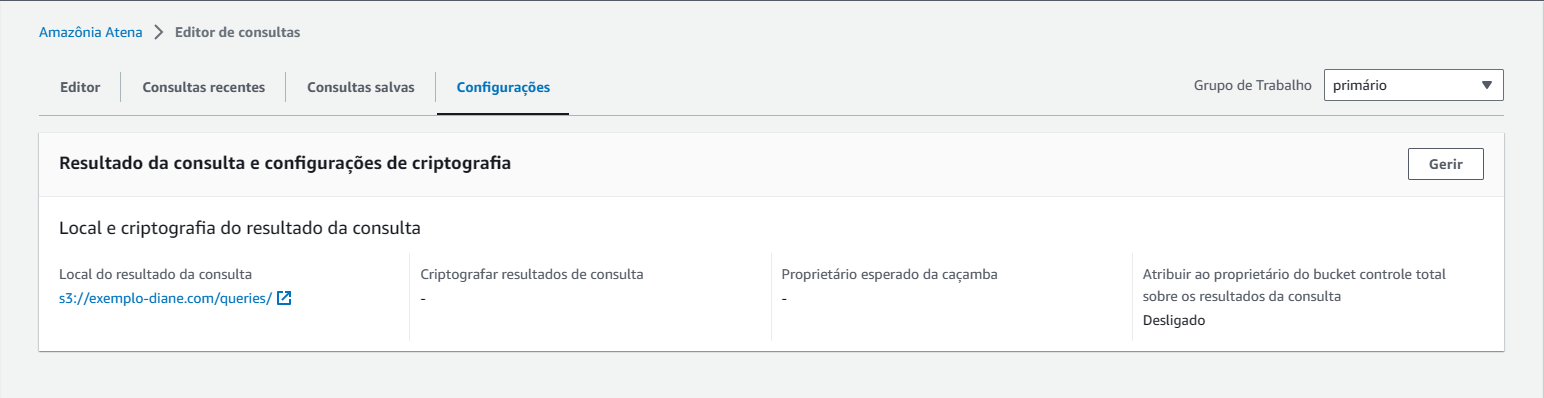 Amazônia Atena > Editor de consultas
Editor
Consultas recentes
Consultas salvas
Configurações
Grupo de Trabalho
primário
Resultado da consulta e configurações de criptografia
Gerir
Local e criptografia do resultado da consulta
Local do resultado da consulta
s3://exemplo-diane.com/queries/
Criptografar resultados de consulta
-
Proprietário esperado da caçamba
-
Atribuir ao proprietário do bucket controle total
sobre os resultados da consulta
Desligado